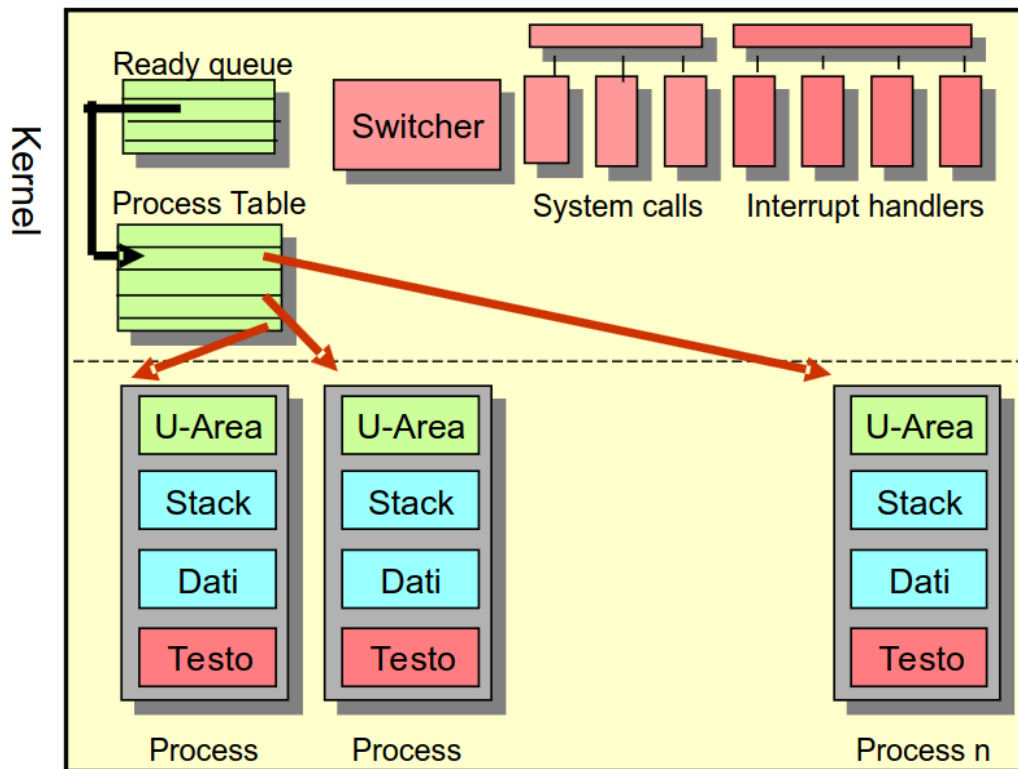 Kernel
Ready queue
Switcher
System calls
Interrupt handlers
Process Table
U-Area
Stack
Dati
Testo
Process
U-Area
Stack
Dati
Testo
Process
U-Area
Stack
Dati
Testo
Process n